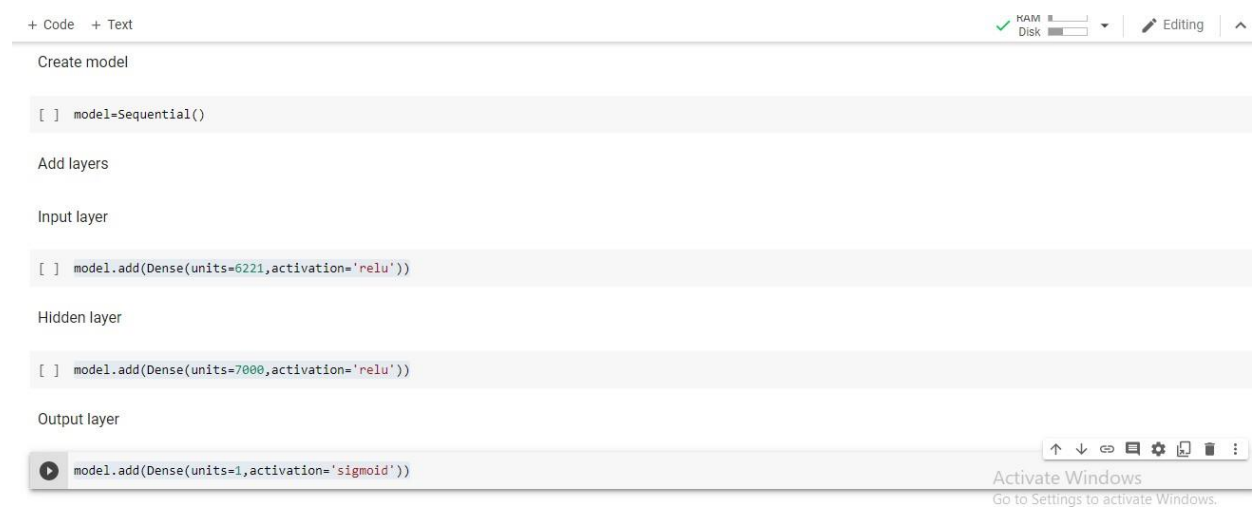 + Code + Text
RAM
Disk
Editing
Create model
[ ] model=Sequential()
Add layers
Input layer
[ ] model.add(Dense(units=6221,activation='relu'))
Hidden layer
[ ] model.add(Dense(units=7000,activation='relu'))
Output layer
model.add(Dense(units=1,activation='sigmoid'))
Activate Windows
Go to Settings to activate Windows.